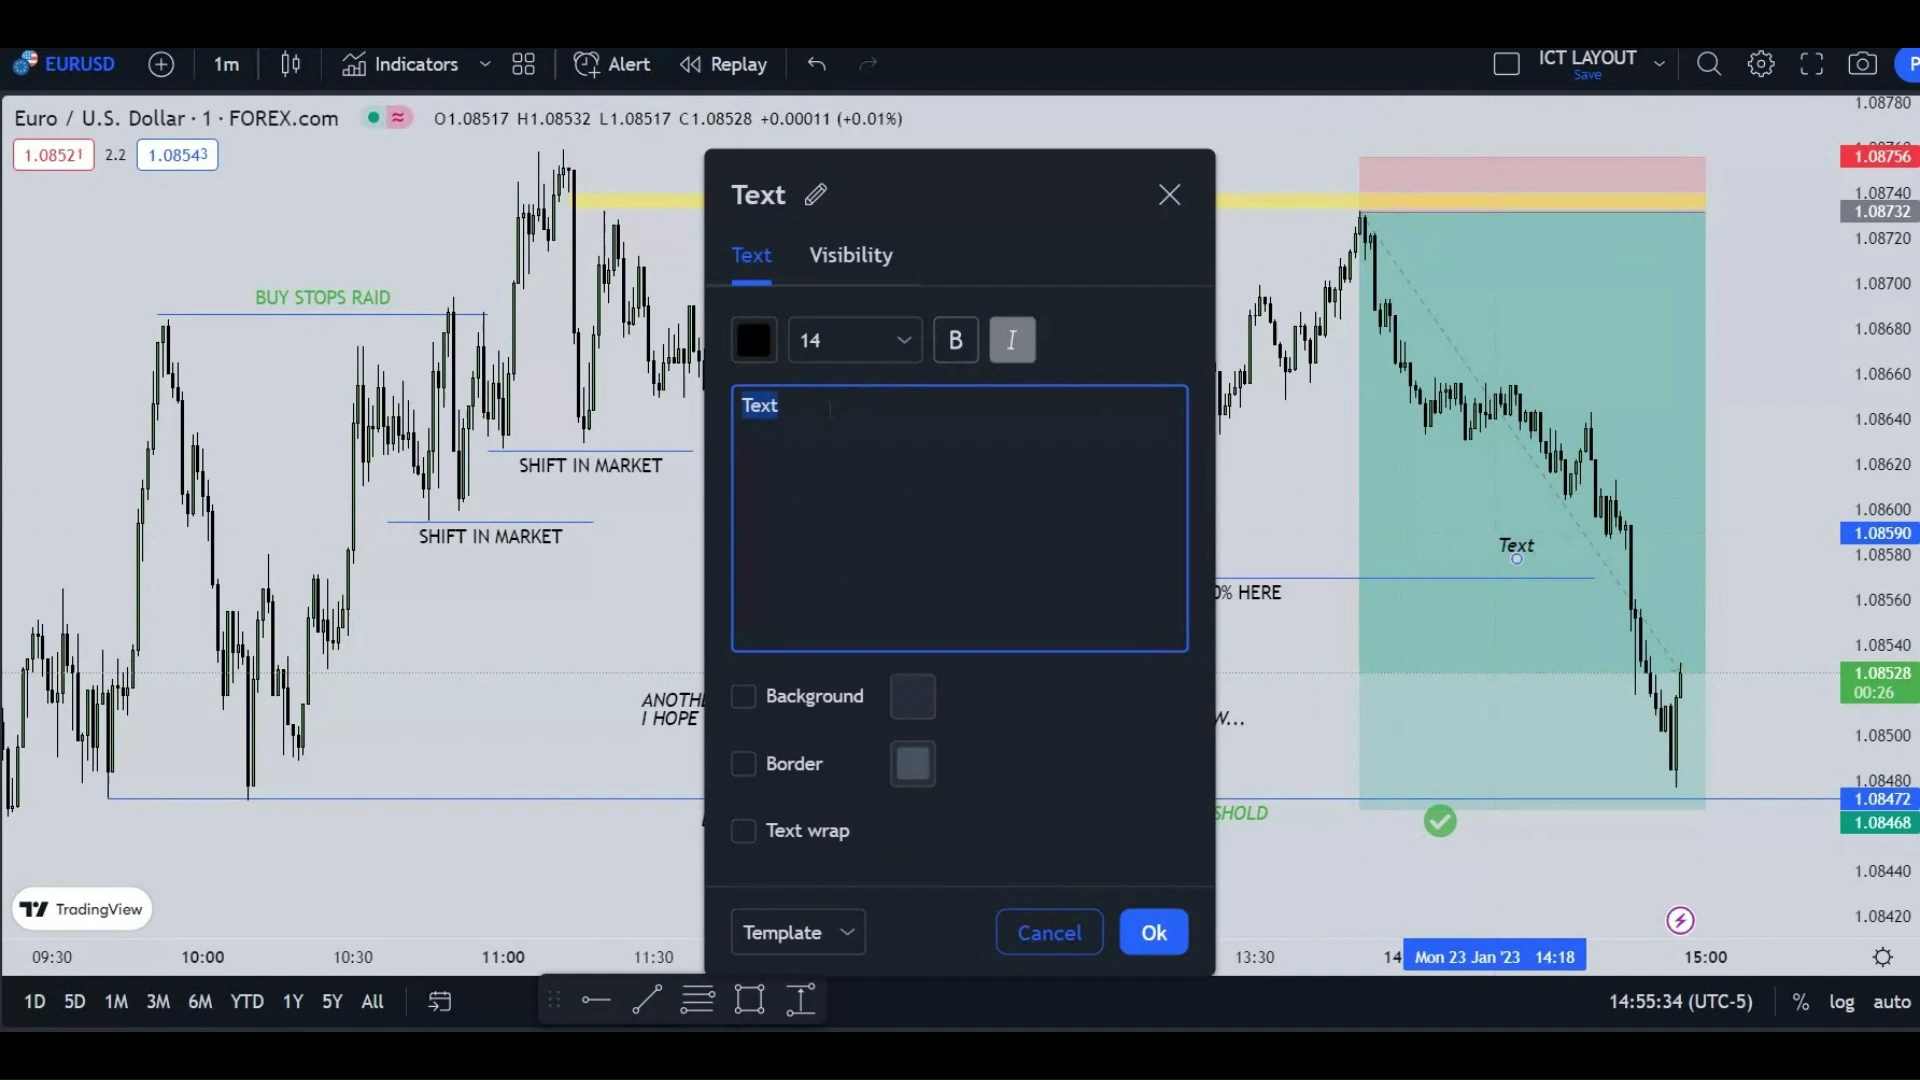 EURUSD
1m
Indicators
Alert
Replay
ICT LAYOUT
Save
P
Euro / U.S. Dollar · 1 · FOREX.com
O1.08517 H1.08532 L1.08517 C1.08528 +0.00011 (+0.01%)
1.08521
2.2
1.08543
1.08780
1.08756
1.08740
1.08732
1.08720
1.08700
1.08680
1.08660
1.08640
1.08620
1.08600
1.08590
1.08580
1.08560
1.08540
1.08528
00:26
1.08500
1.08480
1.08472
1.08468
1.08440
1.08420
BUY STOPS RAID
SHIFT IN MARKET
SHIFT IN MARKET
Text
Text
Visibility
14
B
I
Text
Background
Border
Text wrap
Template
Cancel
Ok
Text
% HERE
I HOPE
W...
SHOLD
TradingView
09:30
10:00
10:30
11:00
11:30
13:30
14
Mon 23 Jan '23 14:18
15:00
1D
5D
1M
3M
6M
YTD
1Y
5Y
All
14:55:34 (UTC-5)
%
log
auto